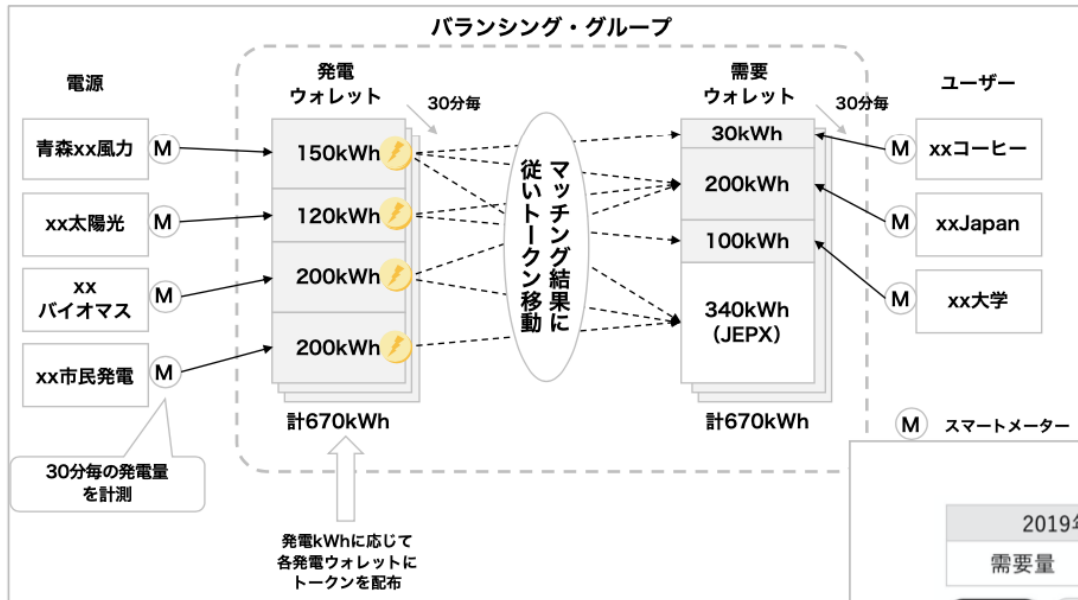 バランシング・グループ
電源
発電
ウォレット
30分毎
需要
ウォレット
30分毎
ユーザー
青森xx風力
M
150kWh
30kWh
M
xxコーヒー
xx太陽光
M
120kWh
200kWh
M
xxJapan
xx
バイオマス
M
200kWh
100kWh
M
xx大学
xx市民発電
M
200kWh
340kWh
(JEPX)
マッチング結果に
従いトークン移動
計670kWh
計670kWh
M
スマートメーター
30分毎の発電量
を計測
発電kWhに応じて
各発電ウォレットに
トークンを配布
2019
需要量